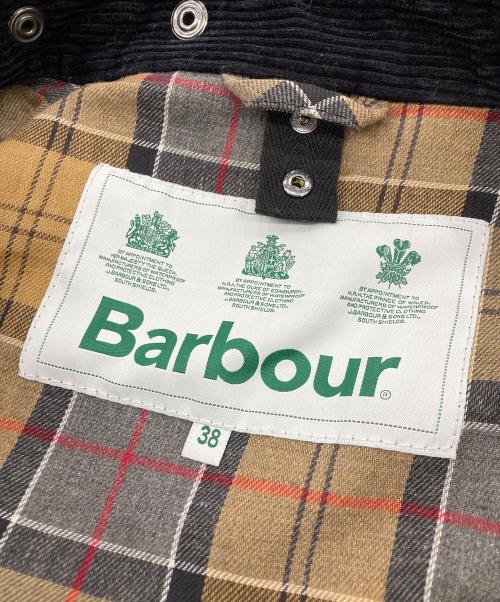 BY APPOINTMENT TO
HER MAJESTY THE QUEEN,
MANUFACTURERS OF WATERPROOF
AND PROTECTIVE CLOTHING
J.BARBOUR & SONS LTD.,
SOUTH SHIELDS.
BY APPOINTMENT TO
H.R.H. THE DUKE OF EDINBURGH,
MANUFACTURERS OF WATERPROOF
AND PROTECTIVE CLOTHING
J.BARBOUR & SONS LTD.,
SOUTH SHIELDS.
BY APPOINTMENT TO
H.R.H. THE PRINCE OF WALES,
MANUFACTURERS OF WATERPROOF
AND PROTECTIVE CLOTHING
J.BARBOUR & SONS LTD.,
SOUTH SHIELDS.
Barbour®
38